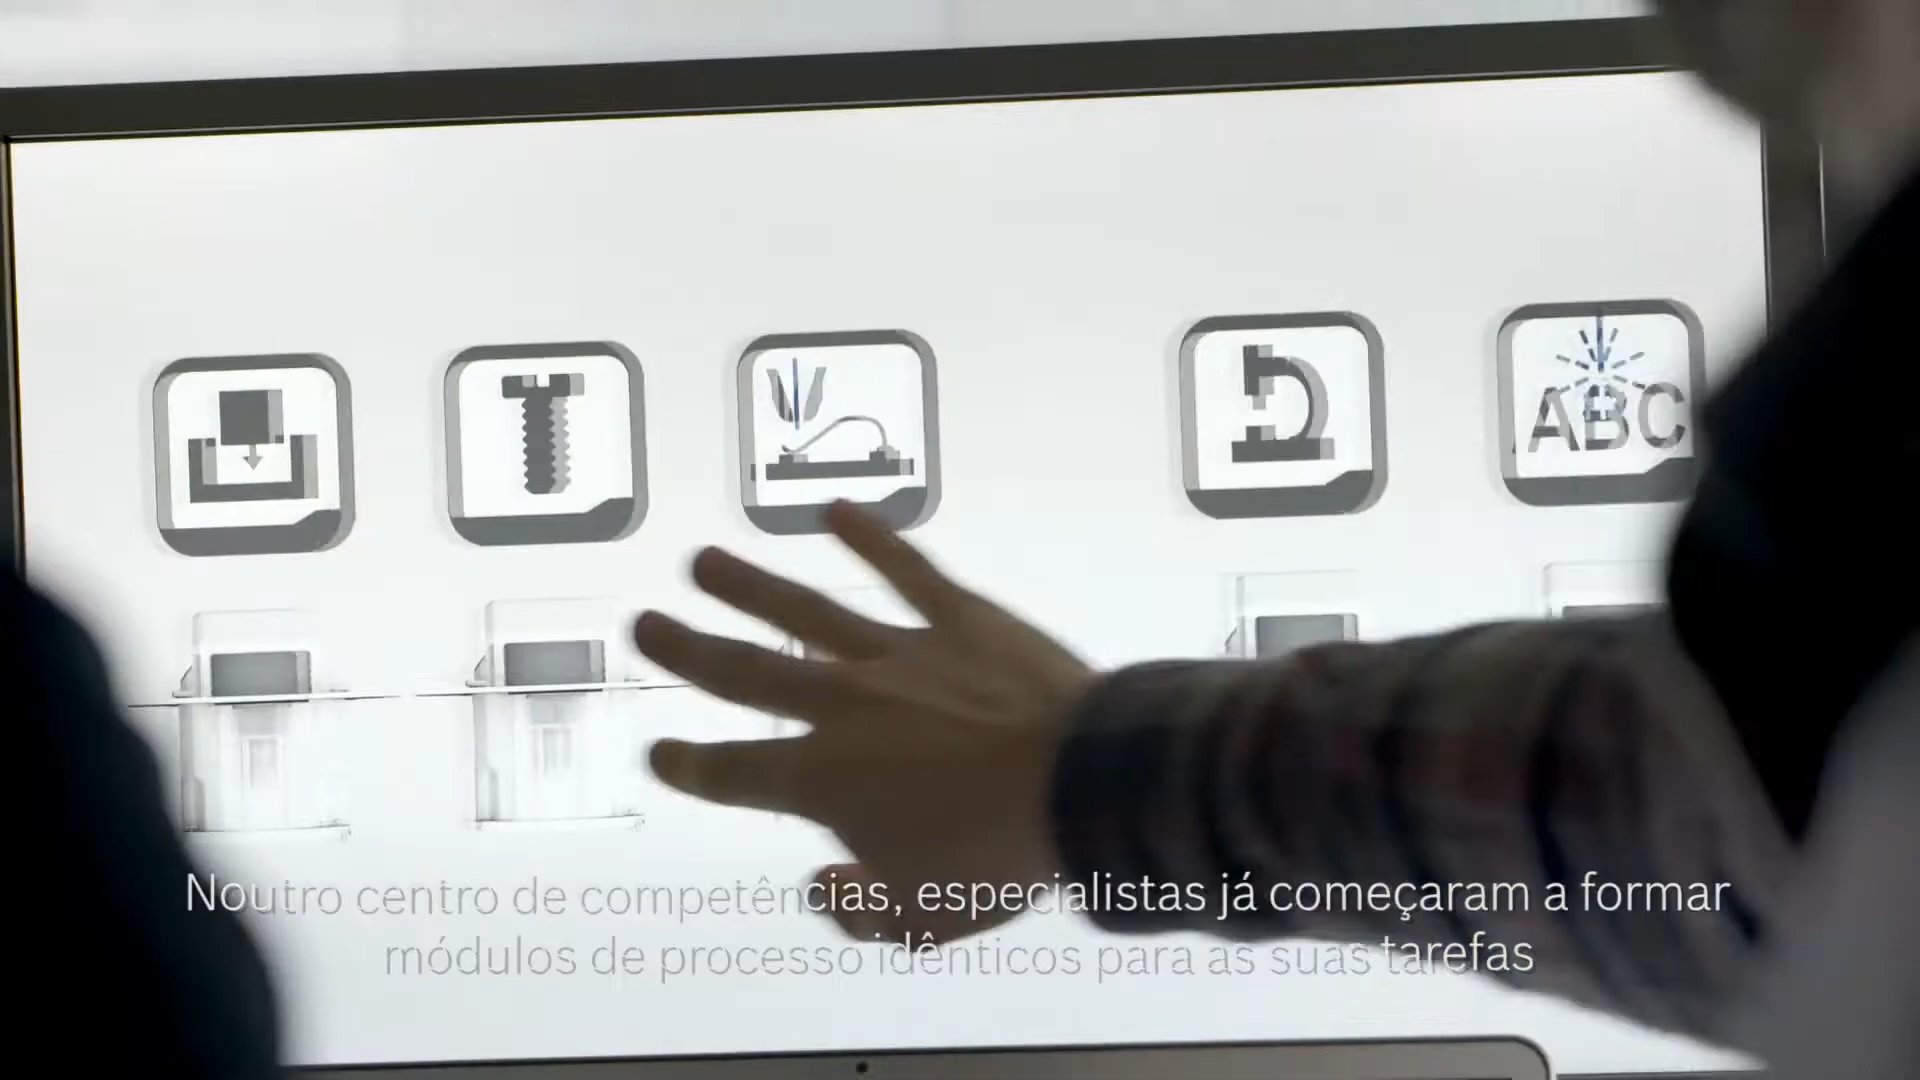 ABC
Noutro centro de competências, especialistas já começaram a formar
módulos de processo idênticos para as suas tarefas